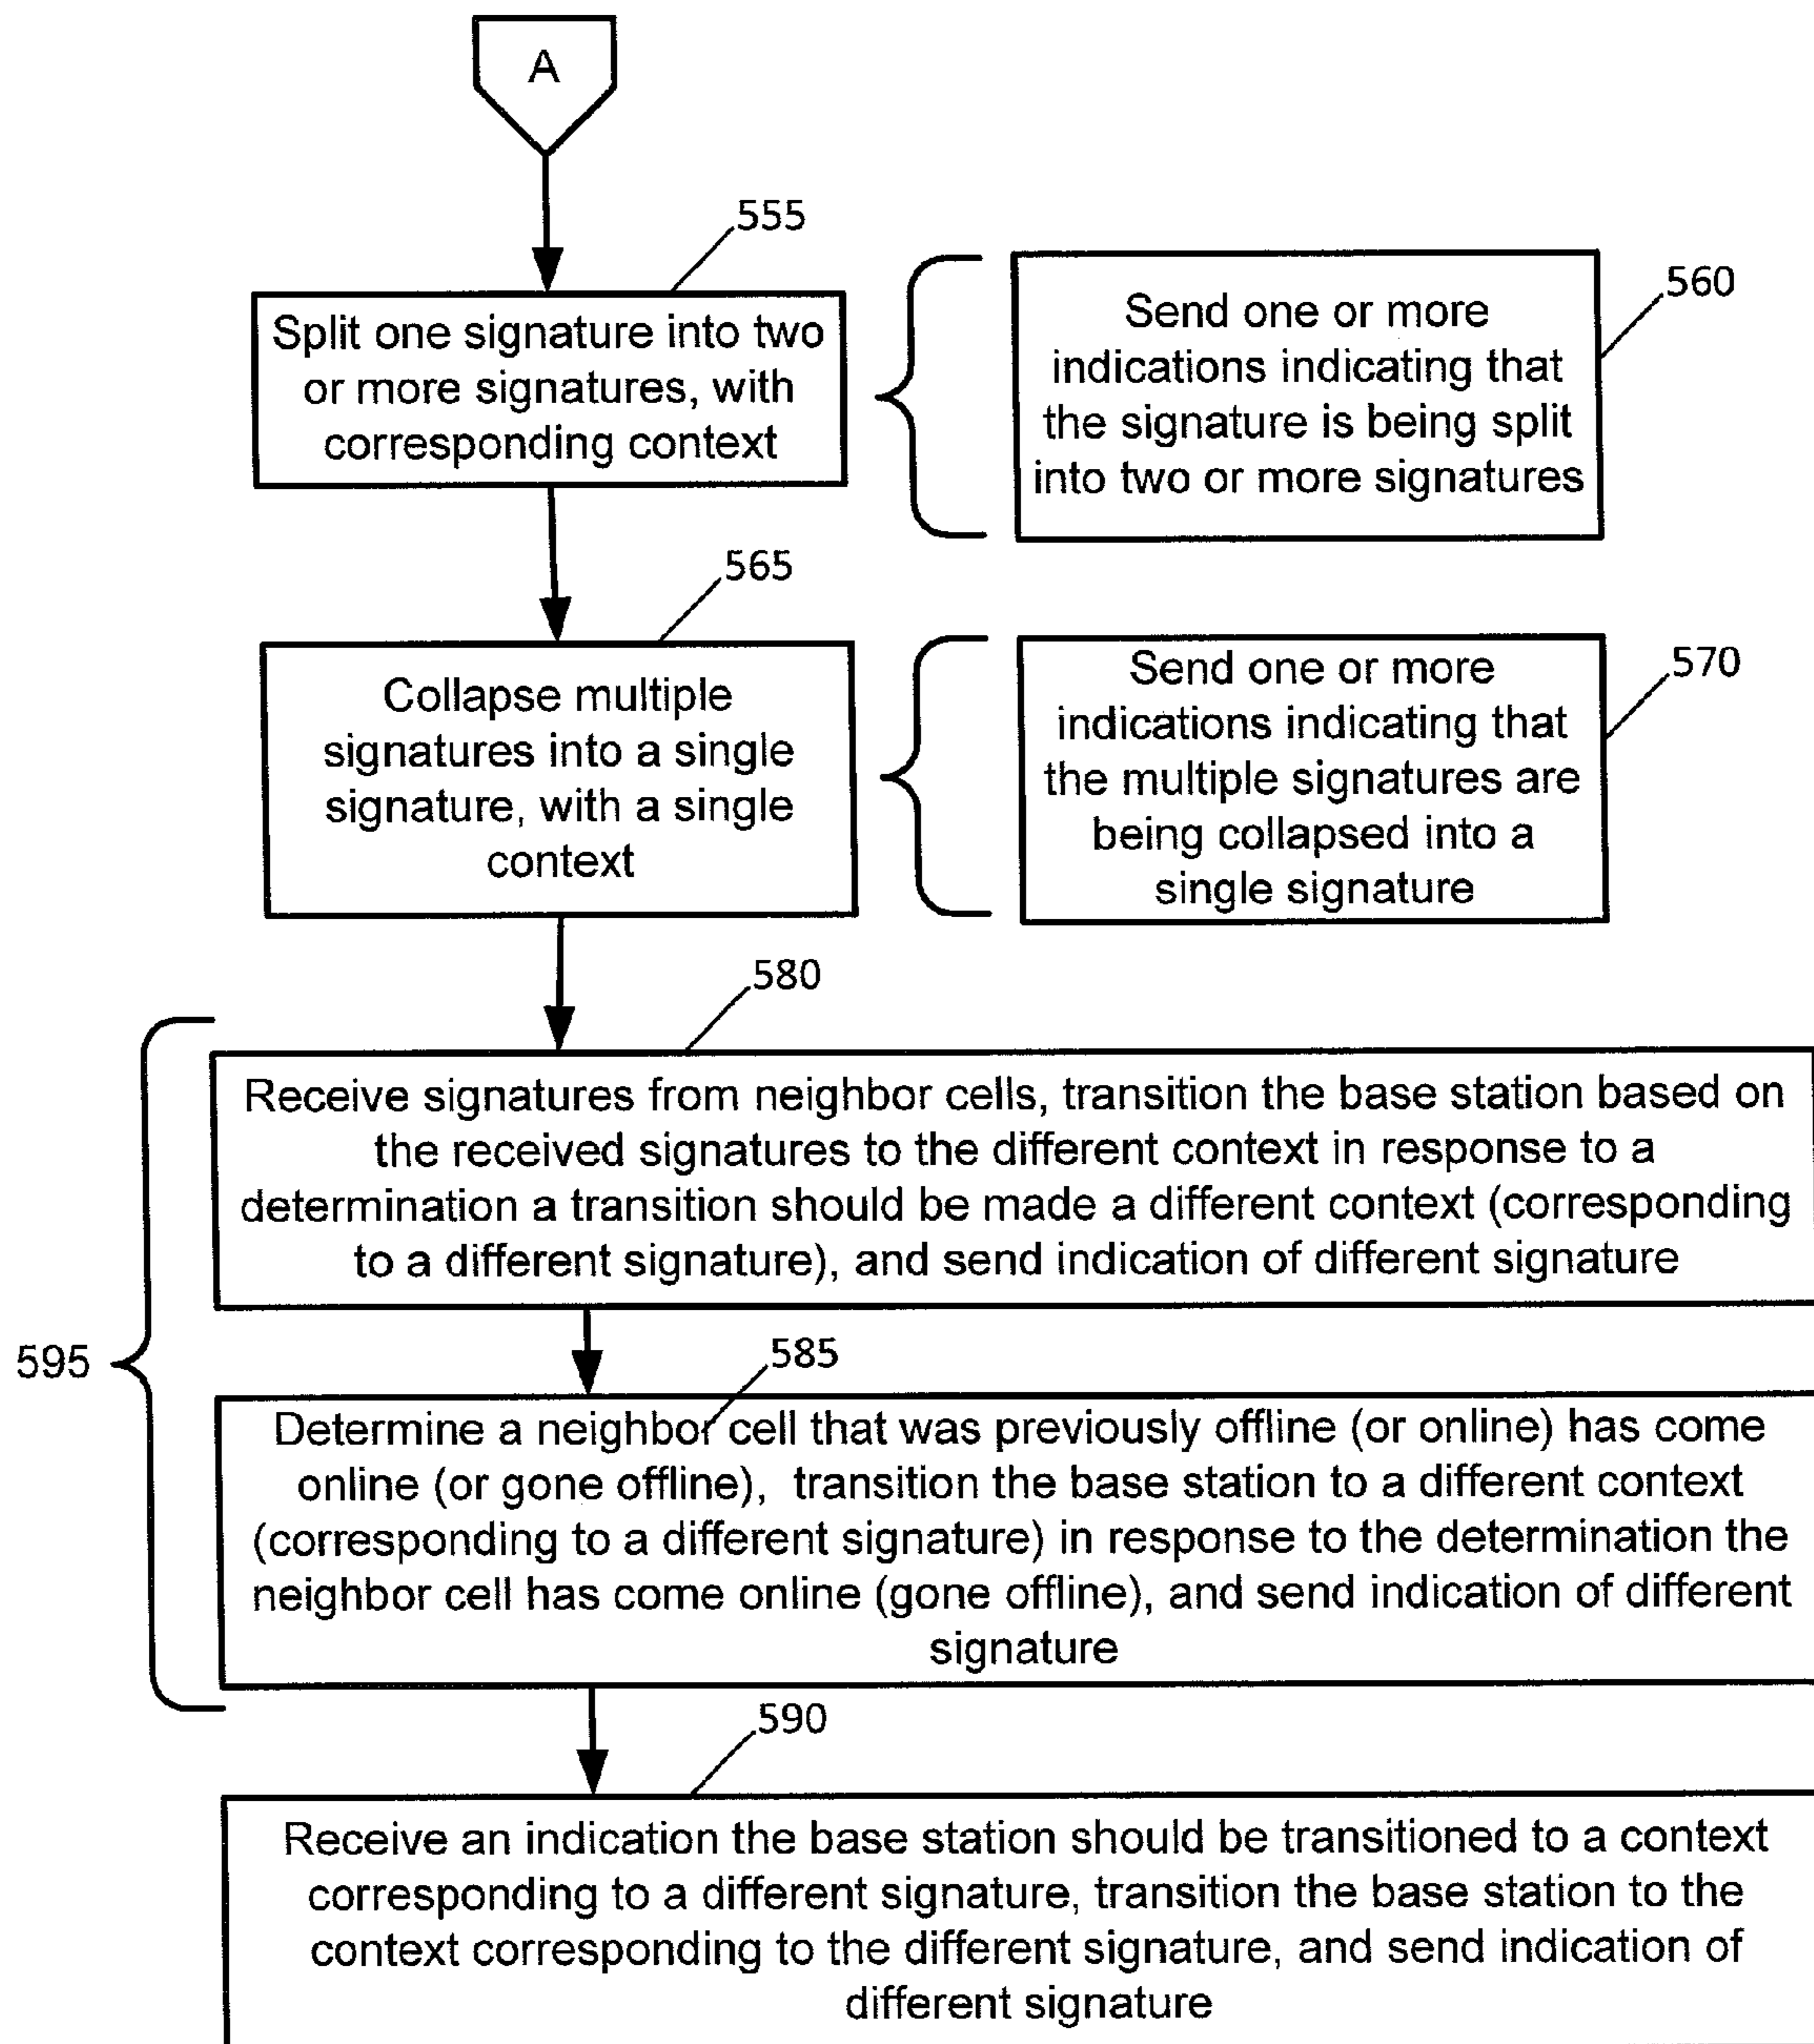 A
555
Split one signature into two
or more signatures, with
corresponding context
560
Send one or more
indications indicating that
the signature is being split
into two or more signatures
565
Collapse multiple
signatures into a single
signature, with a single
context
570
Send one or more
indications indicating that
the multiple signatures are
being collapsed into a
single signature
580
Receive signatures from neighbor cells, transition the base station based on
the received signatures to the different context in response to a
determination a transition should be made a different context (corresponding
to a different signature), and send indication of different signature
595
585
Determine a neighbor cell that was previously offline (or online) has come
online (or gone offline), transition the base station to a different context
(corresponding to a different signature) in response to the determination the
neighbor cell has come online (gone offline), and send indication of different
signature
590
Receive an indication the base station should be transitioned to a context
corresponding to a different signature, transition the base station to the
context corresponding to the different signature, and send indication of
different signature